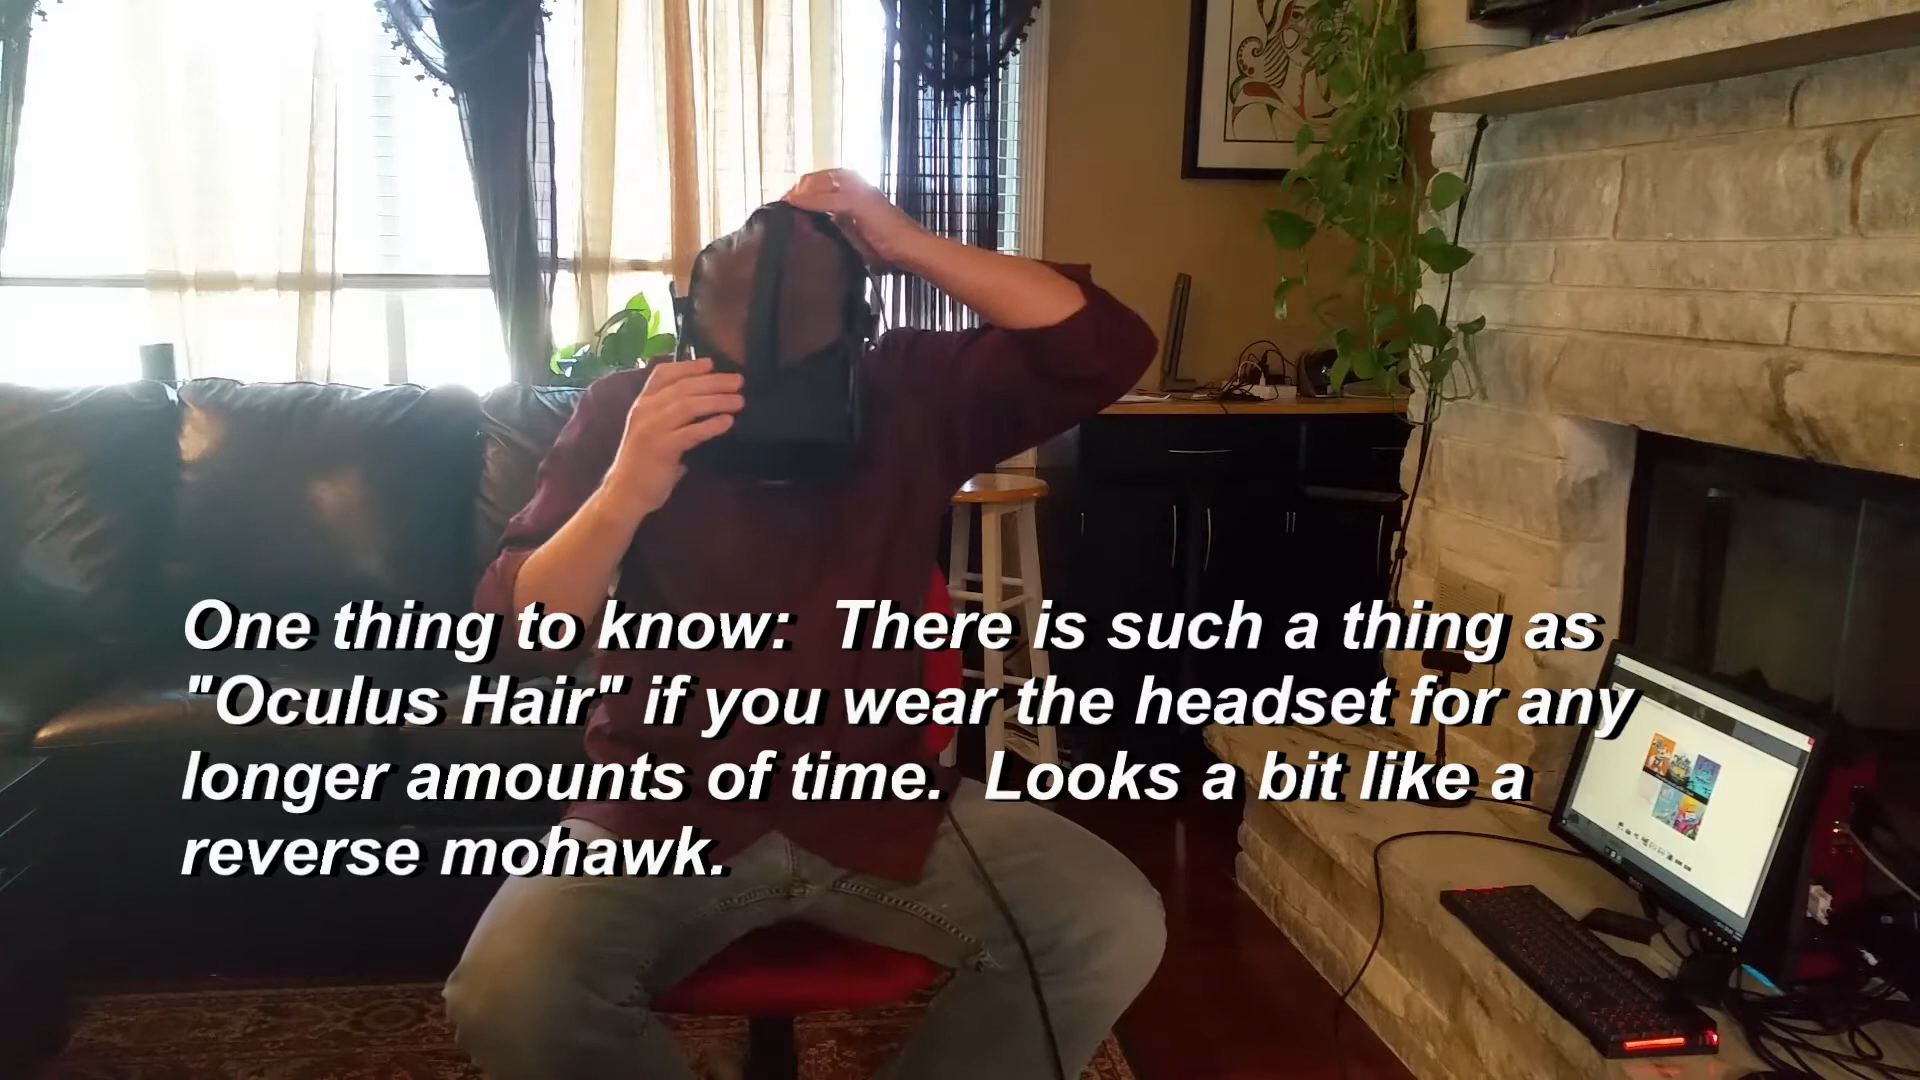 One thing to know:  There is such a thing as
"Oculus Hair" if you wear the headset for any
longer amounts of time.  Looks a bit like a
reverse mohawk.